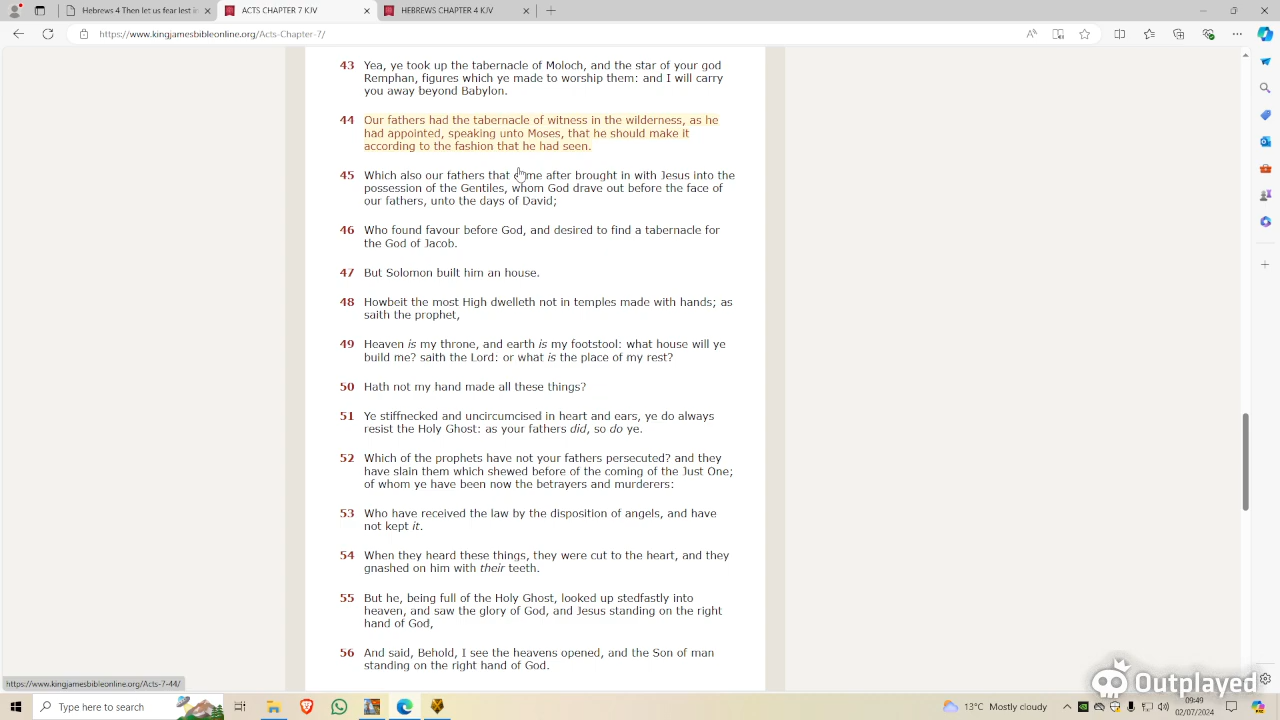 Hebrews 4 Then let us fear lest i
ACTS CHAPTER 7 KJV
HEBREWS CHAPTER 4 KJV
https://www.kingjamesbibleonline.org/Acts-Chapter-7/
43 Yea, ye took up the tabernacle of Moloch, and the star of your god
Remphan, figures which ye made to worship them: and I will carry
you away beyond Babylon.
44 Our fathers had the tabernacle of witness in the wilderness, as he
had appointed, speaking unto Moses, that he should make it
according to the fashion that he had seen.
45 Which also our fathers that came after brought in with Jesus into the
possession of the Gentiles, whom God drave out before the face of
our fathers, unto the days of David;
46 Who found favour before God, and desired to find a tabernacle for
the God of Jacob.
47 But Solomon built him an house.
48 Howbeit the most High dwelleth not in temples made with hands; as
saith the prophet,
49 Heaven is my throne, and earth is my footstool: what house will ye
build me? saith the Lord: or what is the place of my rest?
50 Hath not my hand made all these things?
51 Ye stiffnecked and uncircumcised in heart and ears, ye do always
resist the Holy Ghost: as your fathers did, so do ye.
52 Which of the prophets have not your fathers persecuted? and they
have slain them which shewed before of the coming of the Just One;
of whom ye have been now the betrayers and murderers:
53 Who have received the law by the disposition of angels, and have
not kept it.
54 When they heard these things, they were cut to the heart, and they
gnashed on him with their teeth.
55 But he, being full of the Holy Ghost, looked up stedfastly into
heaven, and saw the glory of God, and Jesus standing on the right
hand of God,
56 And said, Behold, I see the heavens opened, and the Son of man
standing on the right hand of God.
https://www.kingjamesbibleonline.org/Acts-7-44/
Outplayed
Type here to search
13°C Mostly cloudy
09:49
02/07/2024